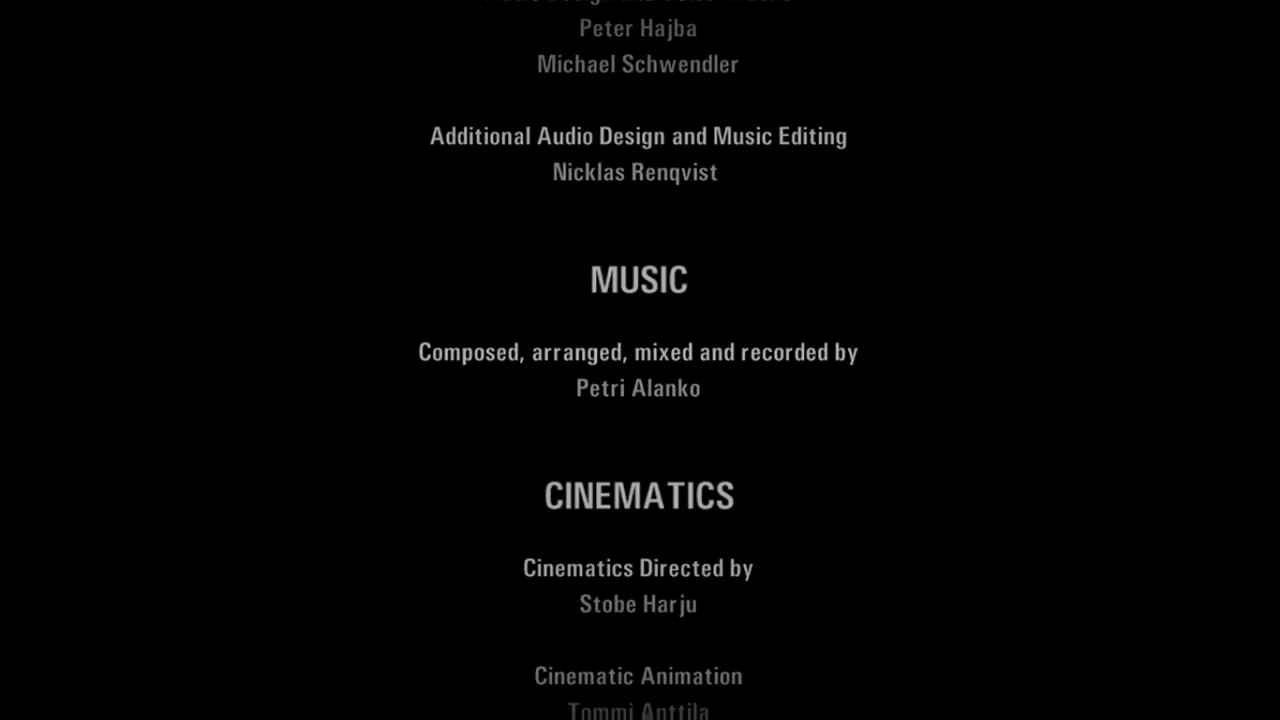 Peter Hajba
Michael Schwendler
Additional Audio Design and Music Editing
Nicklas Renqvist
MUSIC
Composed, arranged, mixed and recorded by
Petri Alanko
CINEMATICS
Cinematics Directed by
Stobe Harju
Cinematic Animation
Tommi Anttila